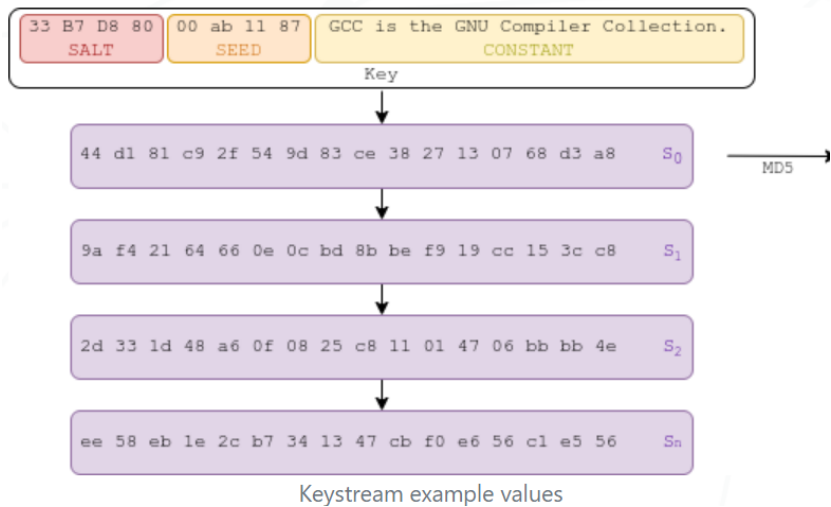 33 B7 D8 80 00 ab 11 87 GCC is the GNU Compiler Collection.
SALT SEED CONSTANT
Key
44 d1 81 c9 2f 54 9d 83 ce 38 27 13 07 68 d3 a8 S0
MD5
9a f4 21 64 66 0e 0c bd 8b be f9 19 cc 15 3c c8 S1
2d 33 1d 48 a6 0f 08 25 c8 11 01 47 06 bb bb 4e S2
ee 58 eb 1e 2c b7 34 13 47 cb f0 e6 56 c1 e5 56 Sn
Keystream example values